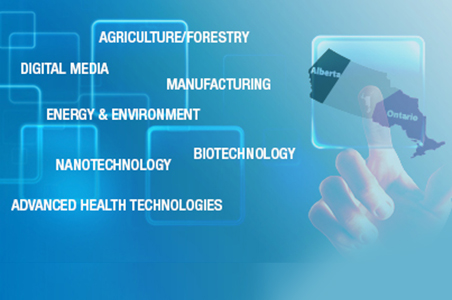 AGRICULTURE/FORESTRY
DIGITAL MEDIA
MANUFACTURING
ENERGY & ENVIRONMENT
BIOTECHNOLOGY
NANOTECHNOLOGY
ADVANCED HEALTH TECHNOLOGIES
Alberta
Ontario